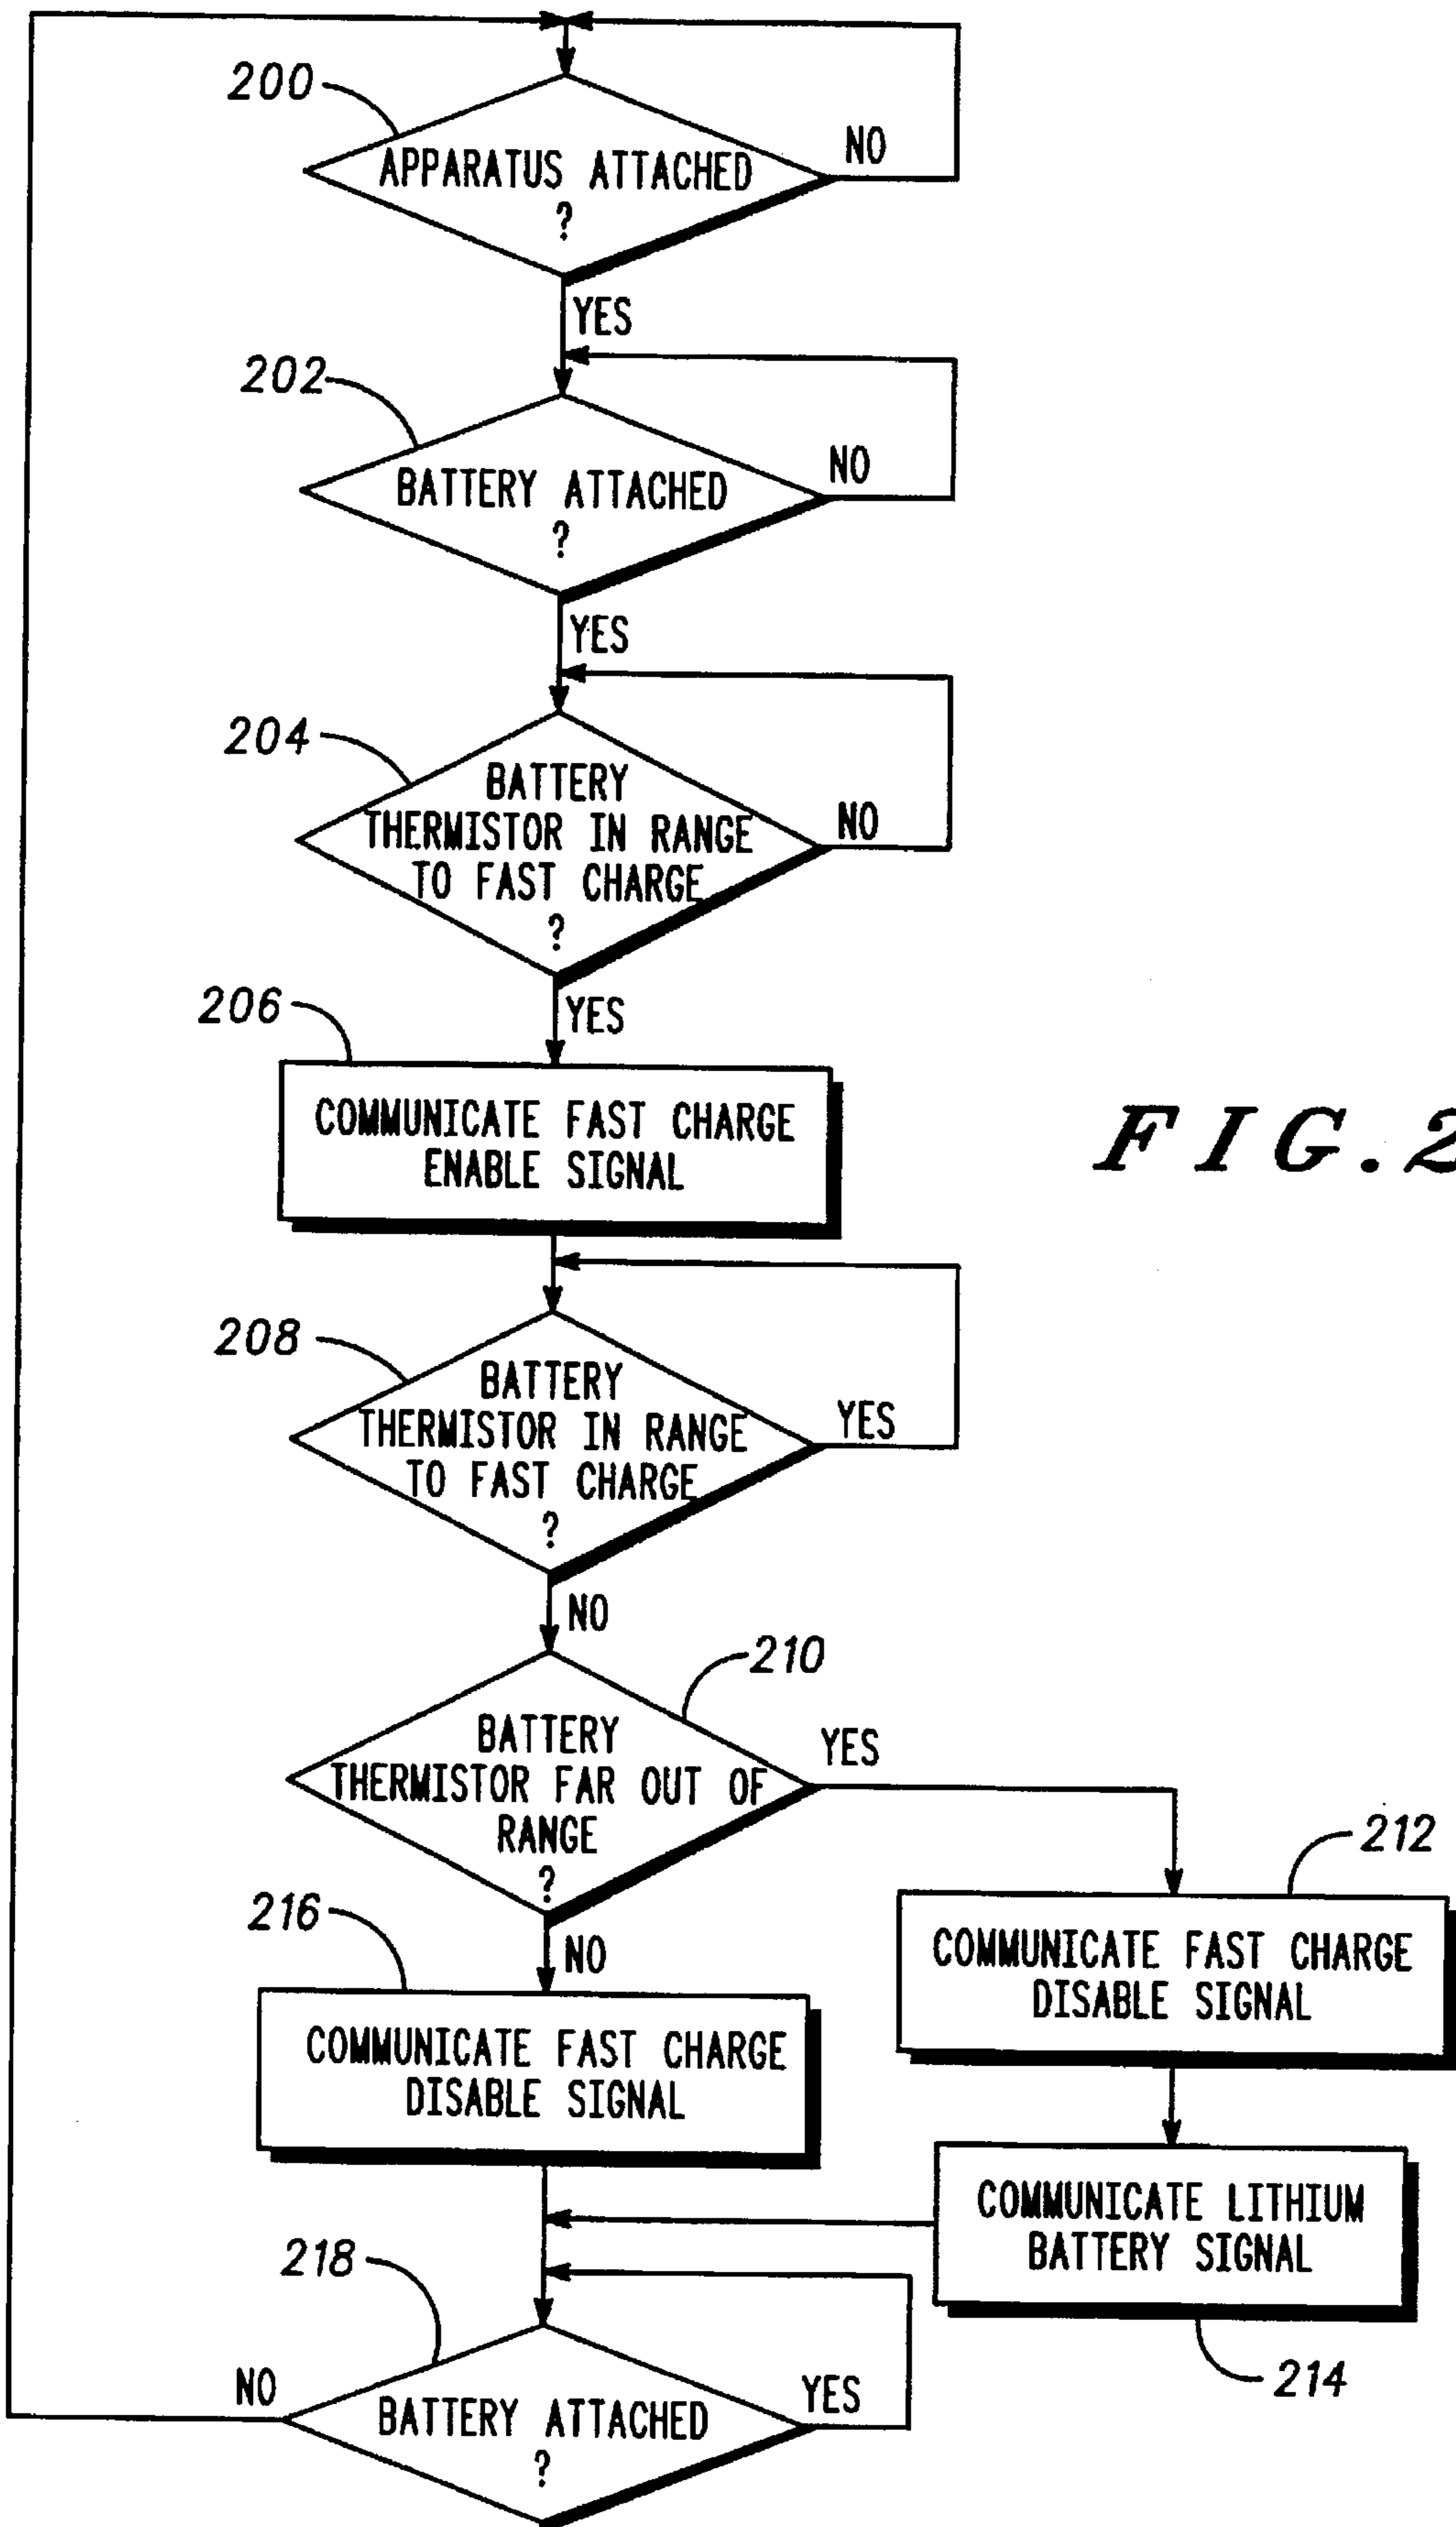 200
APPARATUS ATTACHED
?
NO
YES
202
BATTERY ATTACHED
?
NO
YES
204
BATTERY
THERMISTOR IN RANGE
TO FAST CHARGE
?
NO
YES
206
COMMUNICATE FAST CHARGE
ENABLE SIGNAL
FIG.2
208
BATTERY
THERMISTOR IN RANGE
TO FAST CHARGE
?
YES
NO
210
BATTERY
THERMISTOR FAR OUT OF
RANGE
?
YES
NO
212
COMMUNICATE FAST CHARGE
DISABLE SIGNAL
216
COMMUNICATE FAST CHARGE
DISABLE SIGNAL
COMMUNICATE LITHIUM
BATTERY SIGNAL
214
218
BATTERY ATTACHED
?
NO
YES